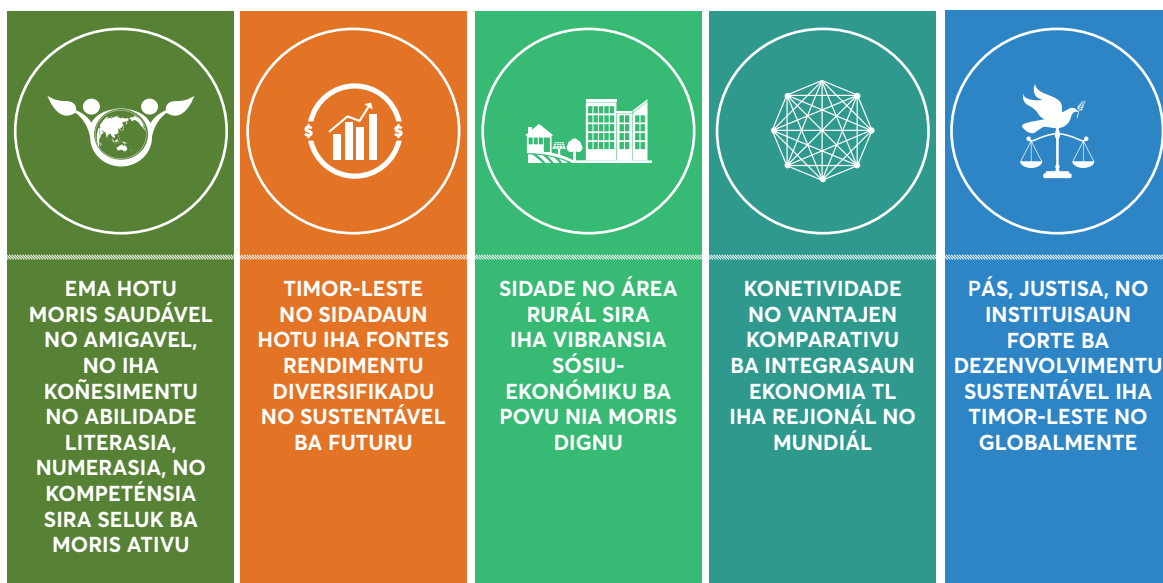 $
$
EMA HOTU
MORIS SAUDÁVEL
NO AMIGAVEL,
NO IHA
KOÑESIMENTU
NO ABILIDADE
LITERASIA,
NUMERASIA, NO
KOMPETÉNSIA
SIRA SELUK BA
MORIS ATIVU
TIMOR-LESTE
NO SIDADAUN
HOTU IHA FONTES
RENDIMENTU
DIVERSIFIKADU
NO SUSTENTÁVEL
BA FUTURU
SIDADE NO ÁREA
RURÁL SIRA
IHA VIBRANSIA
SÓSIU-
EKONÓMIKU BA
POVU NIA MORIS
DIGNU
KONETIVIDADE
NO VANTAJEN
KOMPARATIVU
BA INTEGRASAUN
EKONOMIA TL
IHA REJIONÁL NO
MUNDIÁL
PÁS, JUSTISA, NO
INSTITUISAUN
FORTE BA
DEZENVOLVIMENTU
SUSTENTÁVEL IHA
TIMOR-LESTE NO
GLOBALMENTE